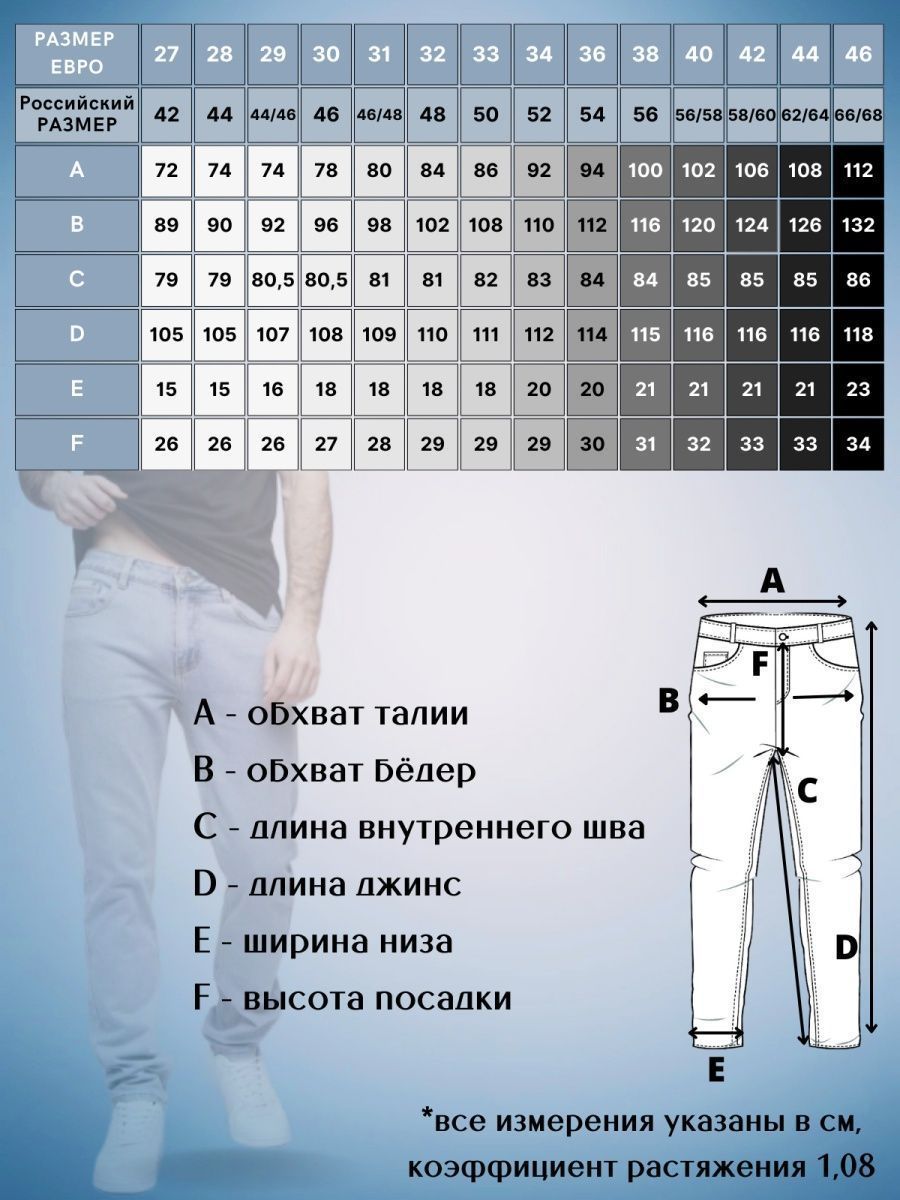 РАЗМЕР ЕВРО 27 28 29 30 31 32 33 34 36 38 40 42 44 46
Российский РАЗМЕР 42 44 44/46 46 46/48 48 50 52 54 56 56/58 58/60 62/64 66/68
A 72 74 74 78 80 84 86 92 94 100 102 106 108 112
B 89 90 92 96 98 102 108 110 112 116 120 124 126 132
C 79 79 80,5 80,5 81 81 82 83 84 84 85 85 85 86
D 105 105 107 108 109 110 111 112 114 115 116 116 116 118
E 15 15 16 18 18 18 18 20 20 21 21 21 21 23
F 26 26 26 27 28 29 29 29 30 31 32 33 33 34
A
F
B
C
D
E
A - обхват талии
B - обхват бёдер
C - длина внутреннего шва
D - длина джинс
E - ширина низа
F - высота посадки
*все измерения указаны в см,
коэффициент растяжения 1,08